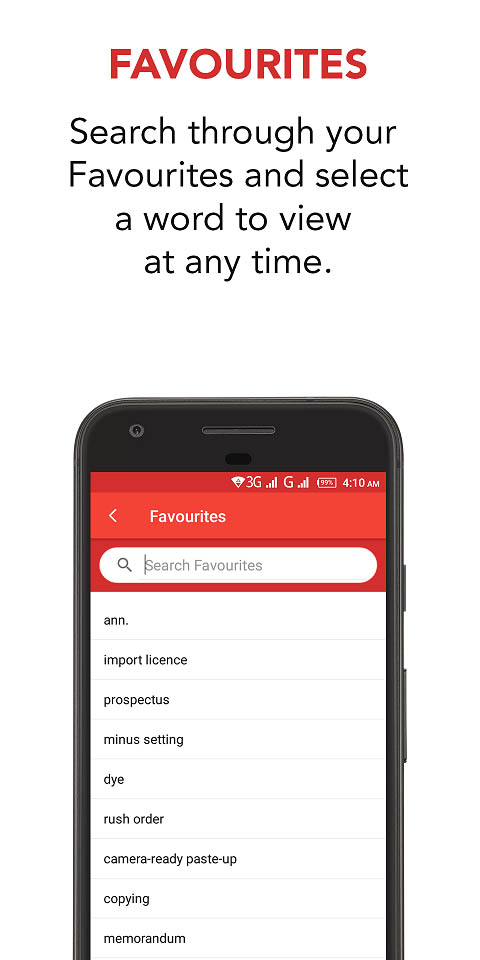 FAVOURITES
Search through your
Favourites and select
a word to view
at any time.
3G G 99% 4:10 AM
Favourites
Search Favourites
ann.
import licence
prospectus
minus setting
dye
rush order
camera-ready paste-up
copying
memorandum